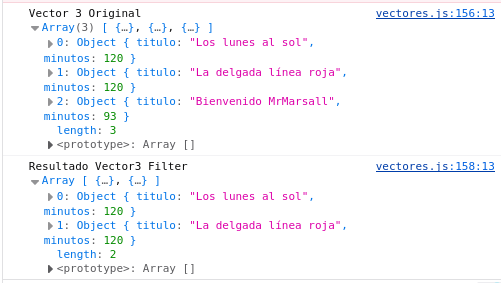 Vector 3 Original vectores.js:156:13
Array(3) [ {…}, {…}, {…} ]
0: Object { titulo: "Los lunes al sol",
minutos: 120 }
1: Object { titulo: "La delgada línea roja",
minutos: 120 }
2: Object { titulo: "Bienvenido MrMarsall",
minutos: 93 }
length: 3
<prototype>: Array []
Resultado Vector3 Filter vectores.js:158:13
Array [ {…}, {…} ]
0: Object { titulo: "Los lunes al sol",
minutos: 120 }
1: Object { titulo: "La delgada línea roja",
minutos: 120 }
length: 2
<prototype>: Array []